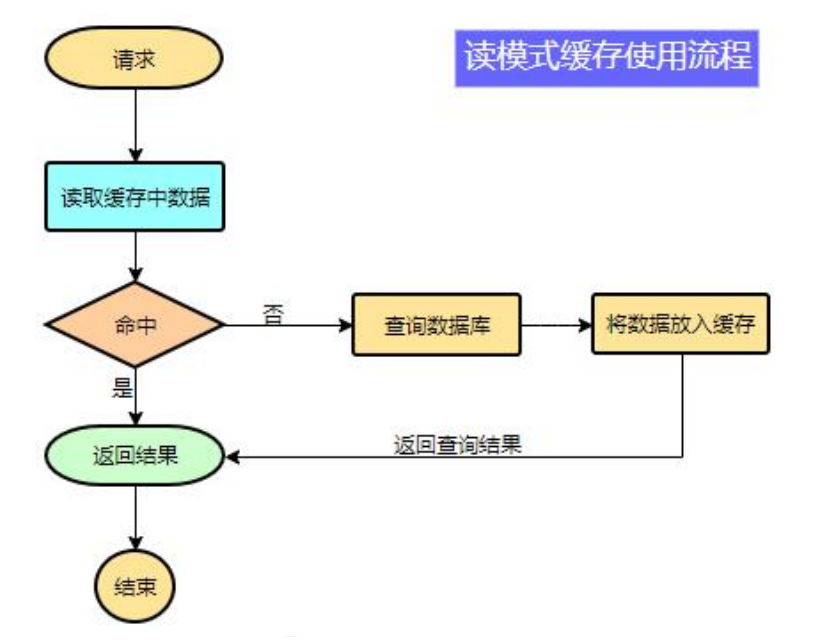 请求
读模式缓存使用流程
读取缓存中数据
命中
否
查询数据库
将数据放入缓存
是
返回查询结果
返回结果
结束